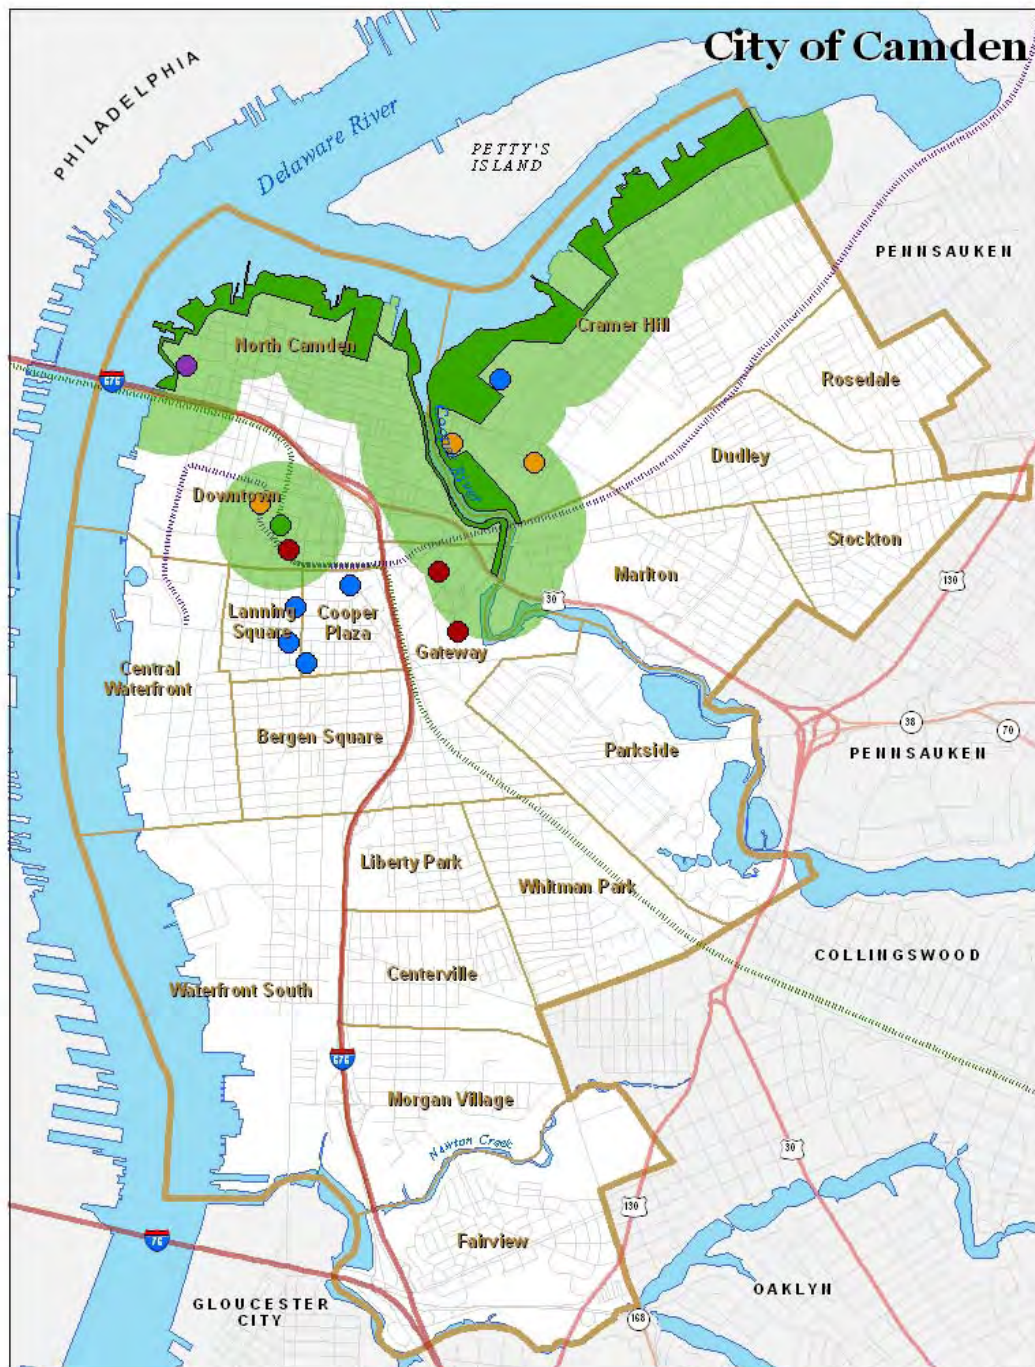 City of Camden
PHILADELPHIA
Delaware River
PETTY'S
ISLAND
PENNSAUKEN
North Camden
Cramer Hill
676
Rosedale
Dudley
Downtown
Stockton
Marlton
130
30
Lanning
Square
Cooper
Plaza
Gateway
Central
Waterfront
Bergen Square
Parkside
38
70
PENNSAUKEN
Liberty Park
Whitman Park
COLLINGSWOOD
Centerville
Waterfront South
676
Morgan Village
Newton Creek
30
130
Fairview
76
GLOUCESTER
CITY
OAKLYN
168